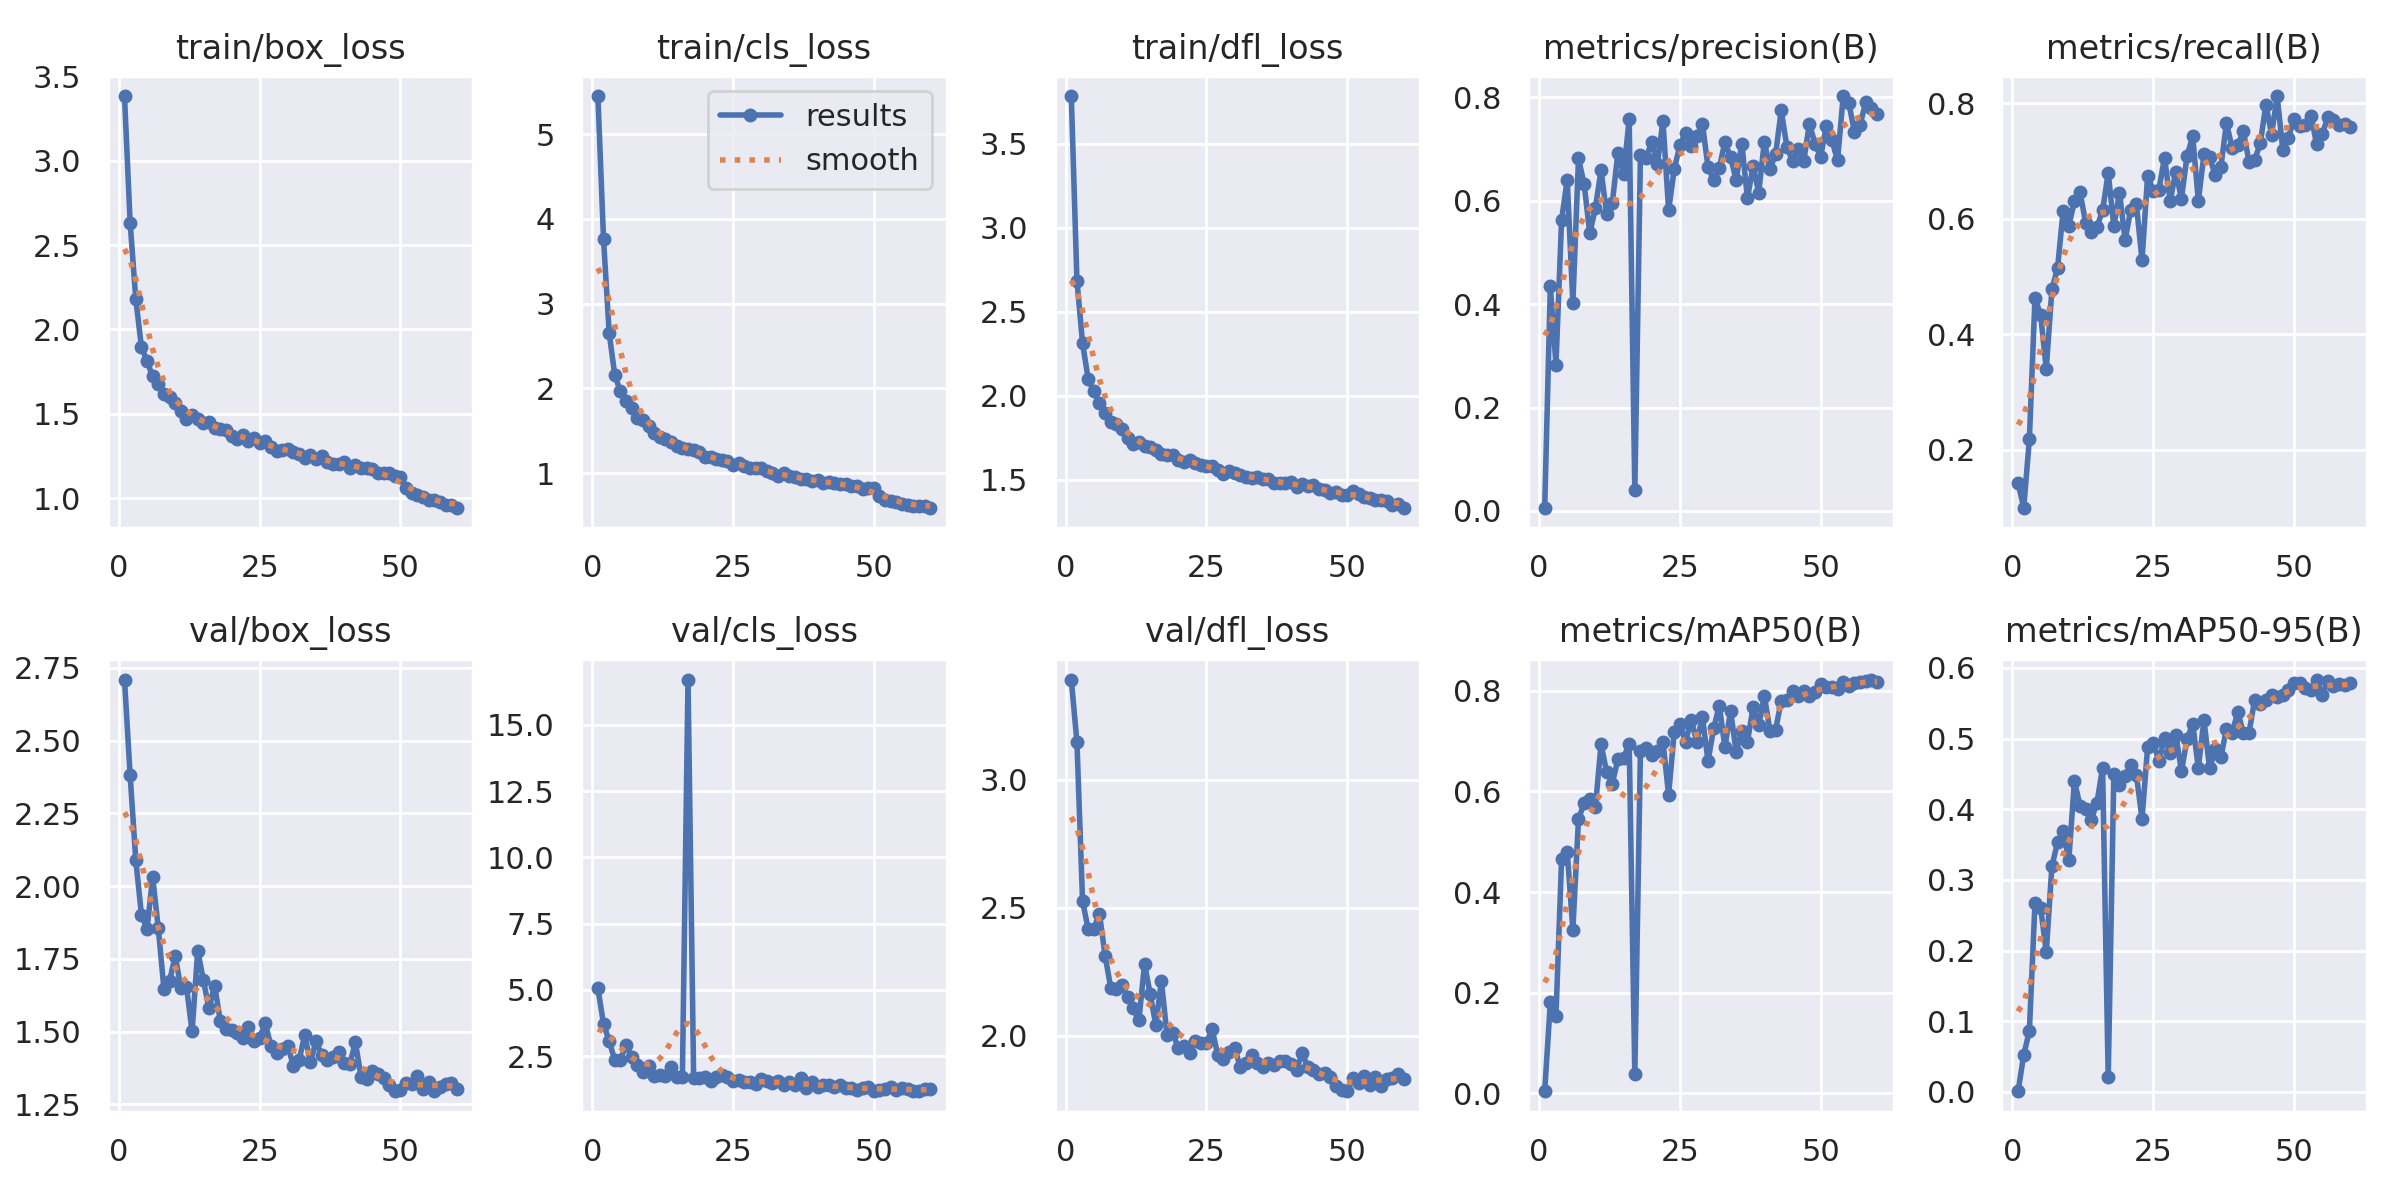 train/box_loss
train/cls_loss
train/dfl_loss
metrics/precision(B)
metrics/recall(B)
3.5
3.0
2.5
2.0
1.5
1.0
0 25 50
5
4
3
2
1
0 25 50
results
smooth
3.5
3.0
2.5
2.0
1.5
0 25 50
0.8
0.6
0.4
0.2
0.0
0 25 50
0.8
0.6
0.4
0.2
0 25 50
val/box_loss
val/cls_loss
val/dfl_loss
metrics/mAP50(B)
metrics/mAP50-95(B)
2.75
2.50
2.25
2.00
1.75
1.50
1.25
0 25 50
15.0
12.5
10.0
7.5
5.0
2.5
0 25 50
3.0
2.5
2.0
0 25 50
0.8
0.6
0.4
0.2
0.0
0 25 50
0.6
0.5
0.4
0.3
0.2
0.1
0.0
0 25 50